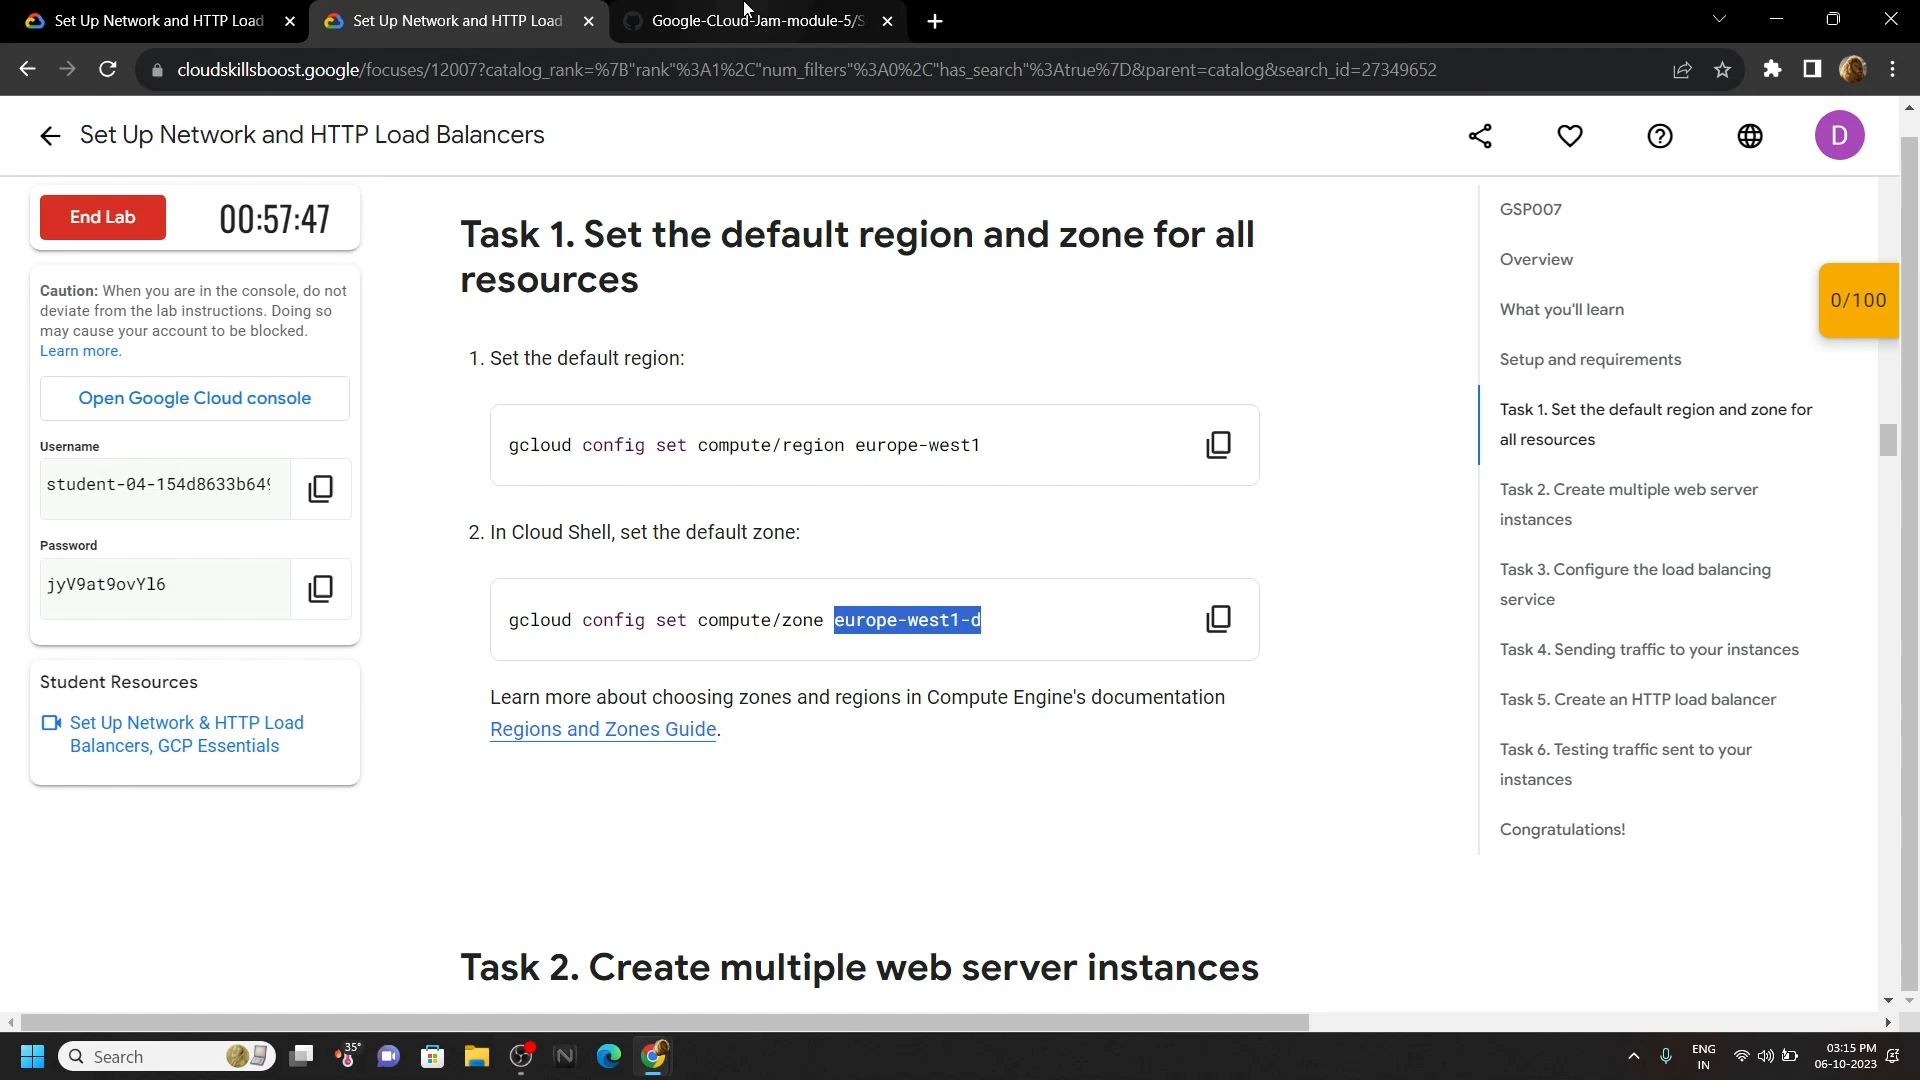 Set Up Network and HTTP Load
Set Up Network and HTTP Load
Google-CLoud-Jam-module-5/S
cloudskillsboost.google/focuses/12007?catalog_rank=%7B"rank"%3A1%2C"num_filters"%3A0%2C"has_search"%3Atrue%7D&parent=catalog&search_id=27349652
Set Up Network and HTTP Load Balancers
D
End Lab
00:57:47
Caution: When you are in the console, do not
deviate from the lab instructions. Doing so
may cause your account to be blocked.
Learn more.
Open Google Cloud console
Username
student-04-154d8633b649
Password
jyV9at9ovYl6
Student Resources
Set Up Network & HTTP Load
Balancers, GCP Essentials
Task 1. Set the default region and zone for all
resources
1. Set the default region:
gcloud config set compute/region europe-west1
2. In Cloud Shell, set the default zone:
gcloud config set compute/zone europe-west1-d
Learn more about choosing zones and regions in Compute Engine's documentation
Regions and Zones Guide.
Task 2. Create multiple web server instances
GSP007
Overview
What you'll learn
Setup and requirements
Task 1. Set the default region and zone for
all resources
Task 2. Create multiple web server
instances
Task 3. Configure the load balancing
service
Task 4. Sending traffic to your instances
Task 5. Create an HTTP load balancer
Task 6. Testing traffic sent to your
instances
Congratulations!
0/100
Search
35°
ENG
IN
03:15 PM
06-10-2023